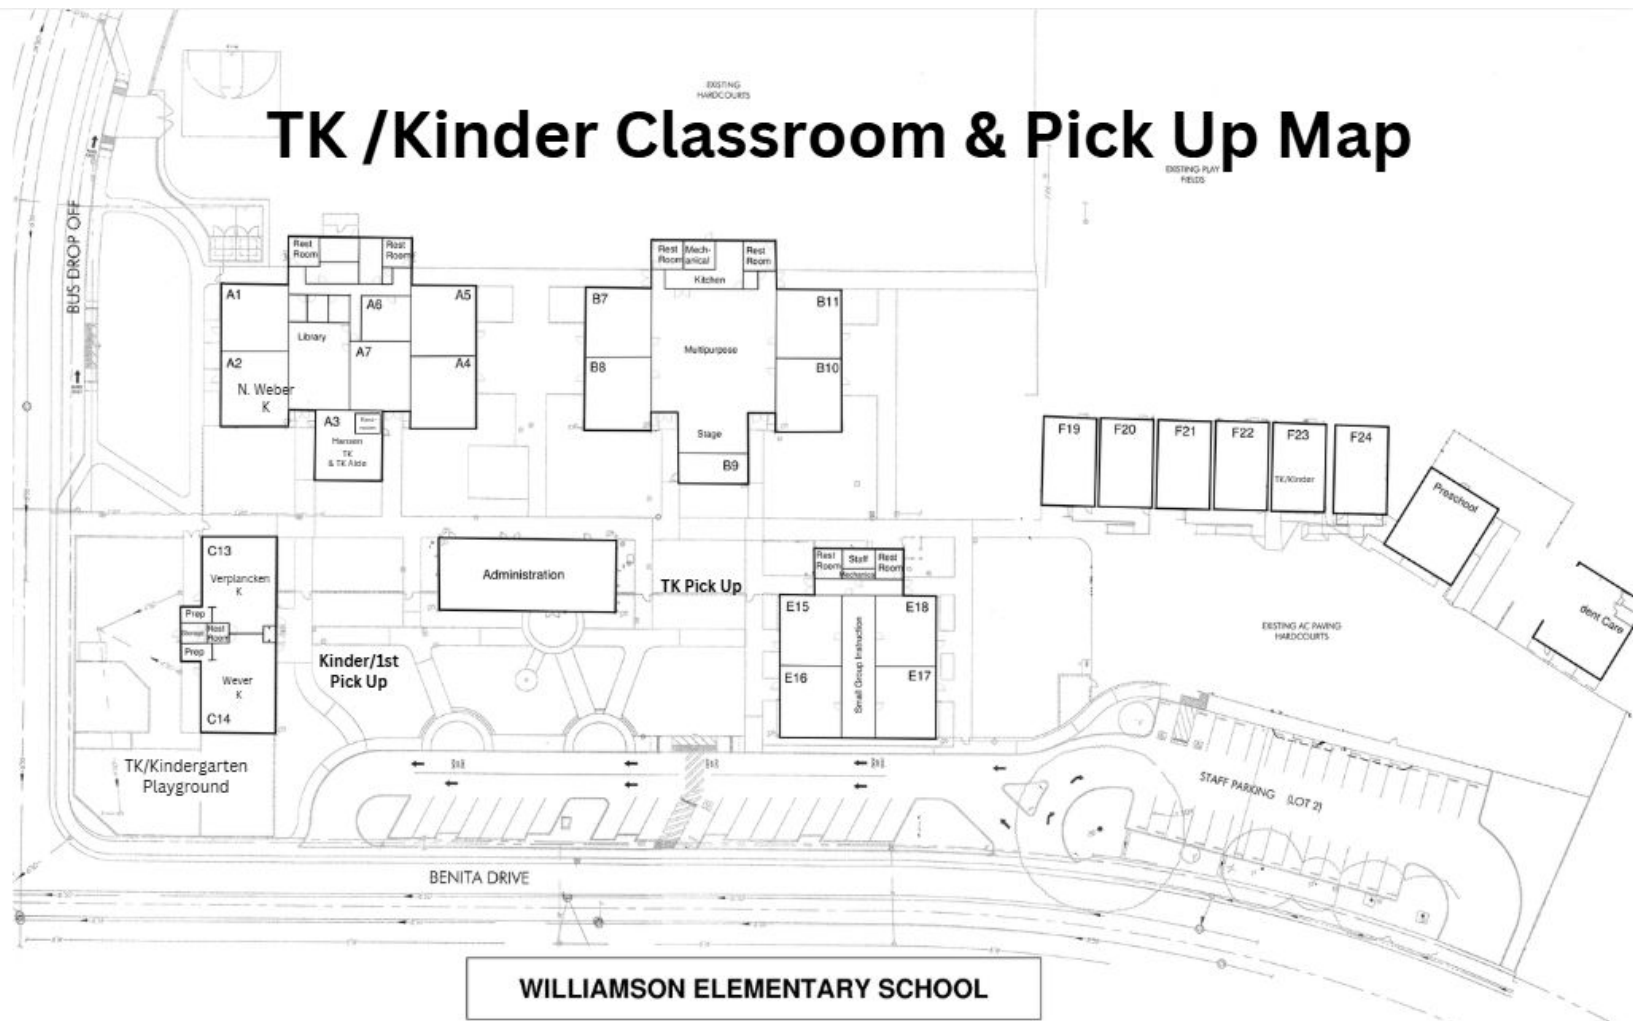 EXISTING
HARDCOURTS
TK /Kinder Classroom & Pick Up Map
EXISTING PLAY
FIELDS
BUS DROP OFF
Rest
Room
Rest
Room
A1
A2
N. Weber
K
Library
A6
A7
A5
A4
A3
Hansen
TK
& TK Aide
Rest
Room
Mech-
anical
Rest
Room
Kitchen
B7
B8
Multipurpose
B11
B10
Stage
B9
F19
F20
F21
F22
F23
TK/Kinder
F24
Preschool
dent Care
EXISTING AC PAVING
HARDCOURTS
C13
Verplancken
K
Prep
Storage
Rest
Room
Prep
Wever
K
C14
Administration
TK Pick Up
Kinder/1st
Pick Up
Rest
Room
Staff
Rest
Room
Mechanical
E15
E18
Small Group Instruction
E16
E17
TK/Kindergarten
Playground
STAFF PARKING (LOT 2)
BENITA DRIVE
WILLIAMSON ELEMENTARY SCHOOL